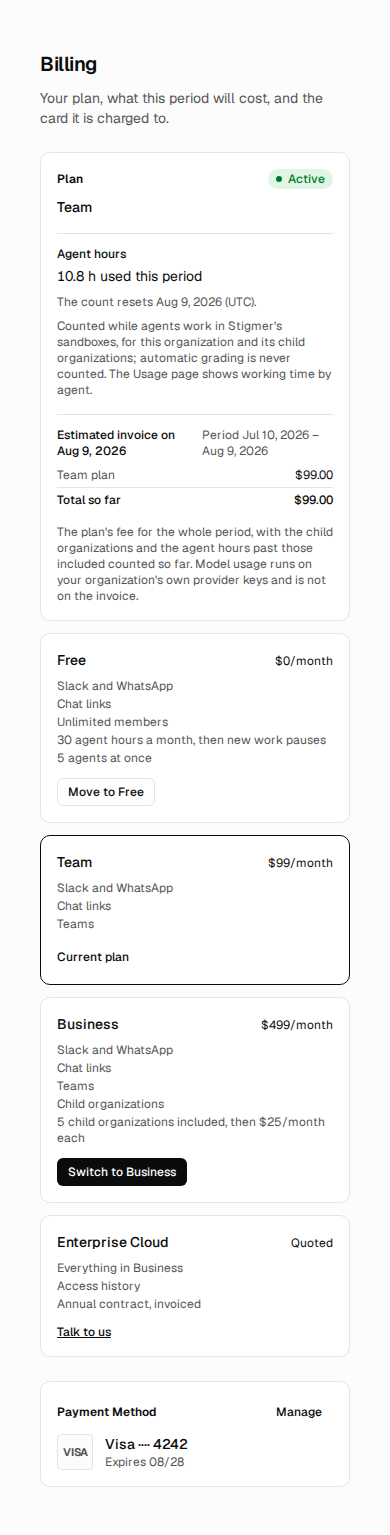 Billing
Your plan, what this period will cost, and the
card it is charged to.
Plan
Active
Team
Agent hours
10.8 h used this period
The count resets Aug 9, 2026 (UTC).
Counted while agents work in Stigmer's
sandboxes, for this organization and its child
organizations; automatic grading is never
counted. The Usage page shows working time by
agent.
Estimated invoice on
Aug 9, 2026
Period Jul 10, 2026 –
Aug 9, 2026
Team plan $99.00
Total so far $99.00
The plan's fee for the whole period, with the child
organizations and the agent hours past those
included counted so far. Model usage runs on
your organization's own provider keys and is not
on the invoice.
Free $0/month
Slack and WhatsApp
Chat links
Unlimited members
30 agent hours a month, then new work pauses
5 agents at once
Move to Free
Team $99/month
Slack and WhatsApp
Chat links
Teams
Current plan
Business $499/month
Slack and WhatsApp
Chat links
Teams
Child organizations
5 child organizations included, then $25/month
each
Switch to Business
Enterprise Cloud Quoted
Everything in Business
Access history
Annual contract, invoiced
Talk to us
Payment Method Manage
VISA
Visa ···· 4242
Expires 08/28